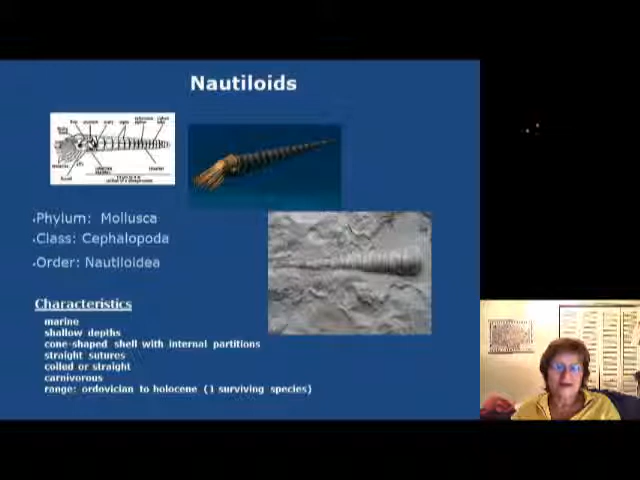 Nautiloids
Phylum: Mollusca
Class: Cephalopoda
Order: Nautiloidea
Characteristics
marine
shallow depths
cone-shaped shell with internal partitions
straight sutures
coiled or straight
carnivorous
range: ordovician to holocene (1 surviving species)